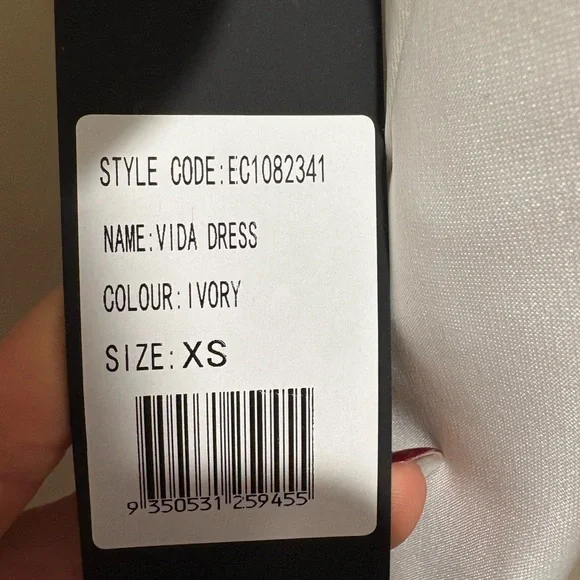 STYLE CODE:EC1082341
NAME:VIDA DRESS
COLOUR:IVORY
SIZE:XS
9 350531 259455